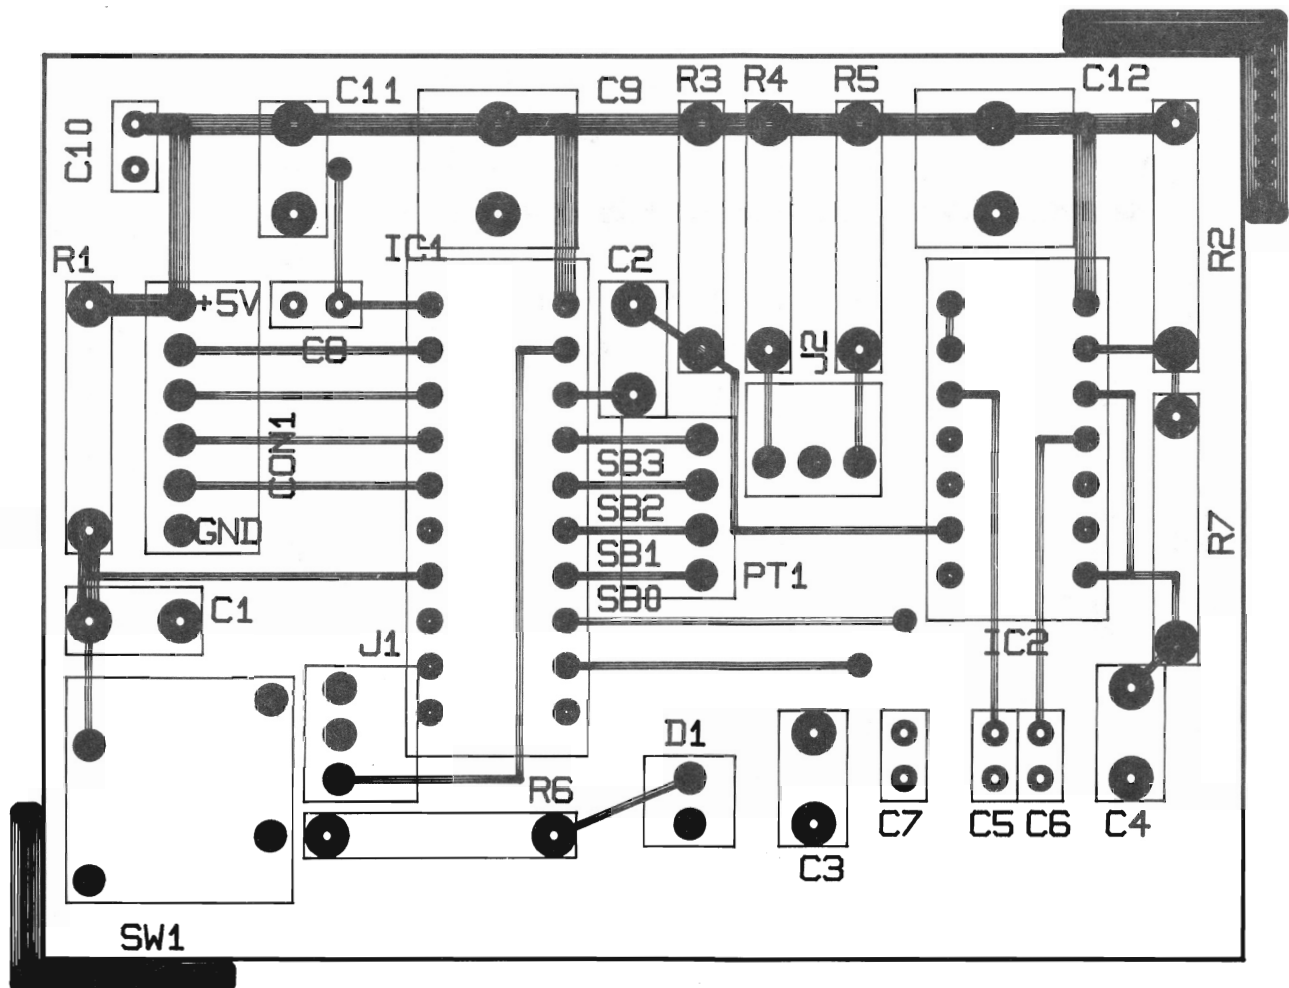 R3 R4 R5 C12
C11 C9
C10
R2
IC1
R1 C2
+5V
J2
C8
CON1
SB3
SB2
GND
R7
SB1
PT1
SB0
C1
J1 IC2
D1
R6
C7 C5 C6 C4
C3
SW1